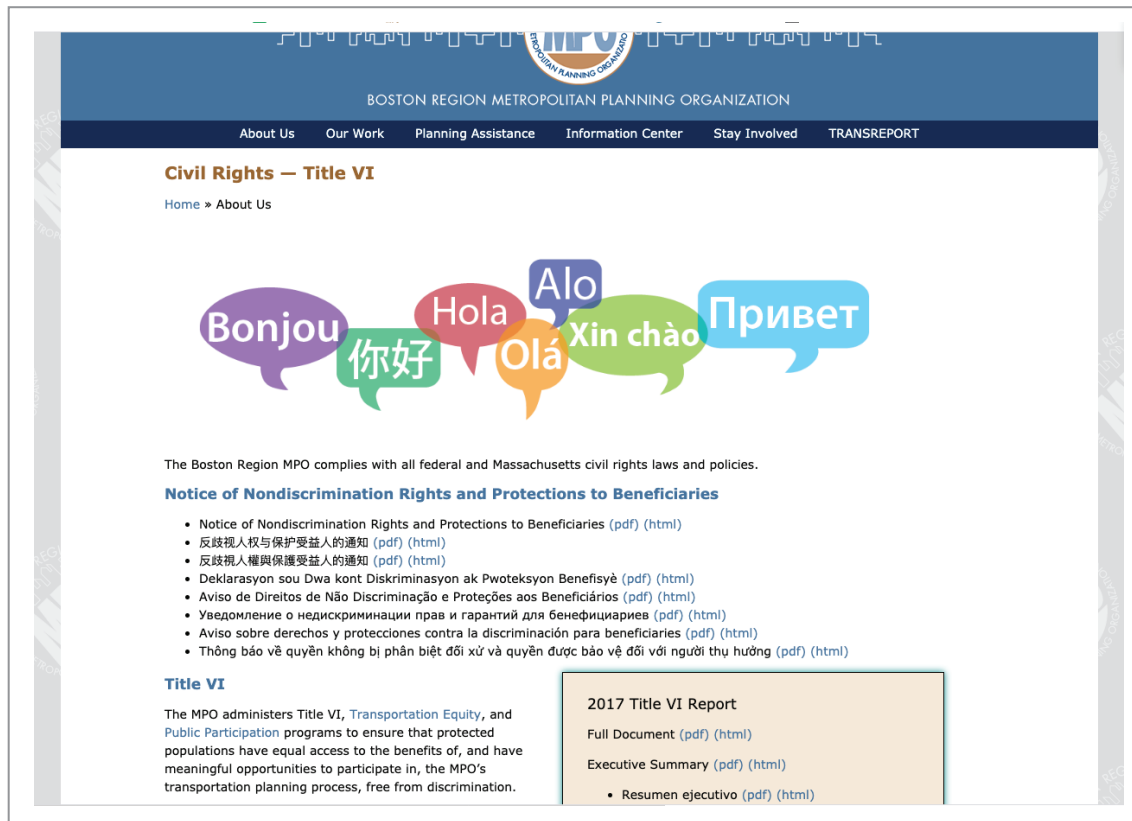 MPO
METROPOLITAN PLANNING ORGANIZATION
BOSTON REGION METROPOLITAN PLANNING ORGANIZATION
About Us Our Work Planning Assistance Information Center Stay Involved TRANSREPORT
Civil Rights — Title VI
Home » About Us
Bonjou
你好
Hola
Olá
Alo
Xin chào
Привет
The Boston Region MPO complies with all federal and Massachusetts civil rights laws and policies.
Notice of Nondiscrimination Rights and Protections to Beneficiaries
• Notice of Nondiscrimination Rights and Protections to Beneficiaries (pdf) (html)
• 反歧视人权与保护受益人的通知 (pdf) (html)
• 反歧視人權與保護受益人的通知 (pdf) (html)
• Deklarasyon sou Dwa kont Diskriminasyon ak Pwoteksyon Benefisyè (pdf) (html)
• Aviso de Direitos de Não Discriminação e Proteções aos Beneficiários (pdf) (html)
• Уведомление о недискриминации прав и гарантий для бенефициариев (pdf) (html)
• Aviso sobre derechos y protecciones contra la discriminación para beneficiaries (pdf) (html)
• Thông báo về quyền không bị phân biệt đối xử và quyền được bảo vệ đối với người thụ hưởng (pdf) (html)
Title VI
The MPO administers Title VI, Transportation Equity, and
Public Participation programs to ensure that protected
populations have equal access to the benefits of, and have
meaningful opportunities to participate in, the MPO's
transportation planning process, free from discrimination.
2017 Title VI Report
Full Document (pdf) (html)
Executive Summary (pdf) (html)
• Resumen ejecutivo (pdf) (html)